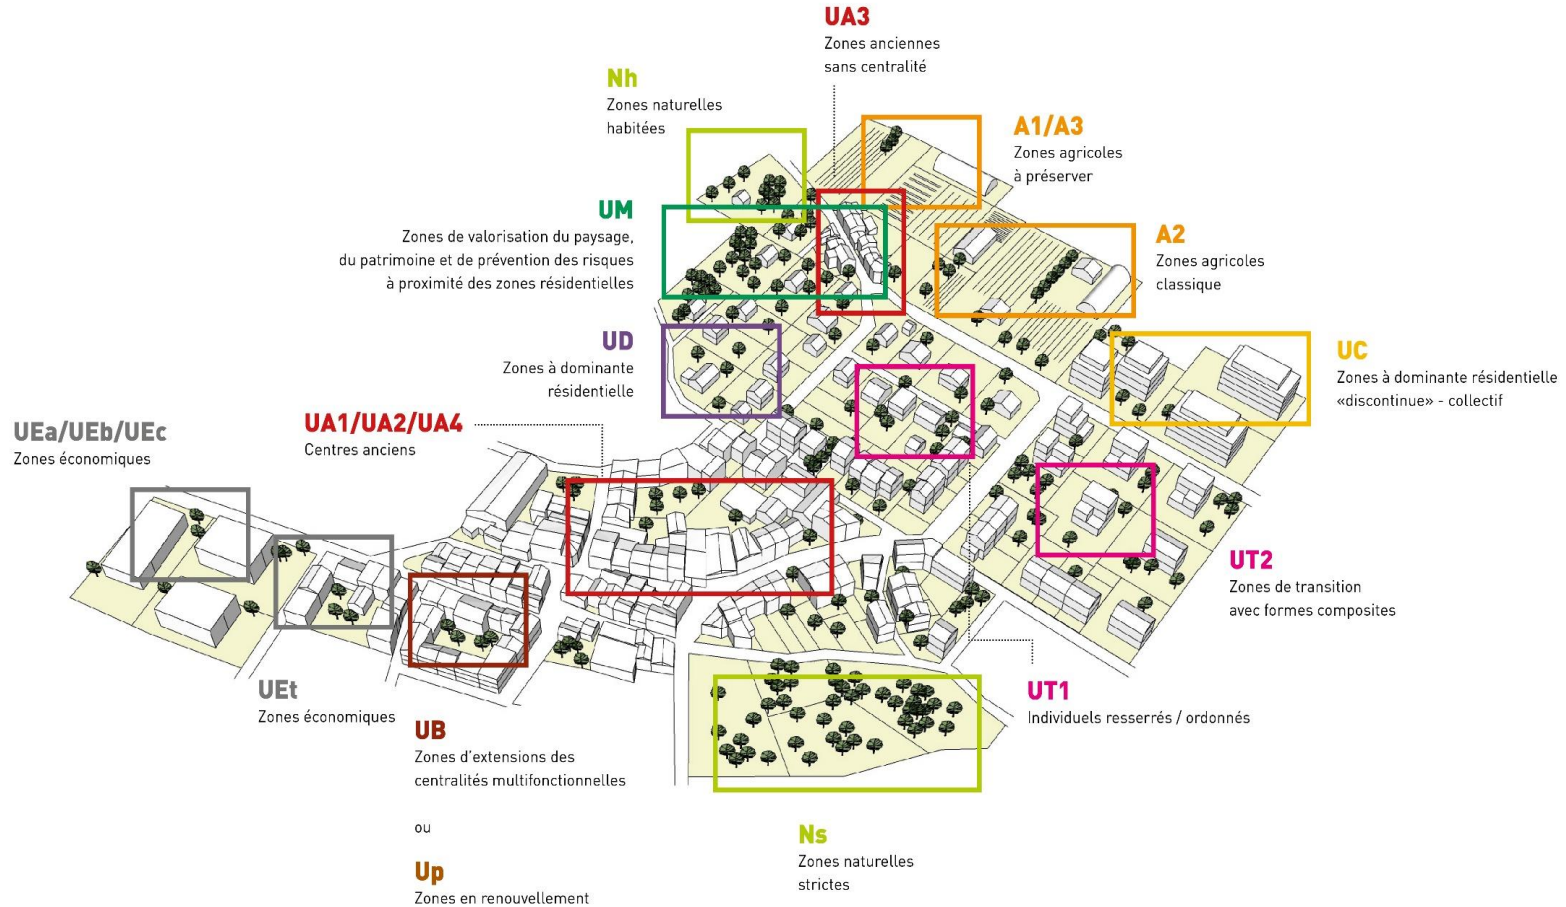 UA3
Zones anciennes
sans centralité
Nh
Zones naturelles
habitées
A1/A3
Zones agricoles
à préserver
UM
Zones de valorisation du paysage,
du patrimoine et de prévention des risques
à proximité des zones résidentielles
A2
Zones agricoles
classique
UD
Zones à dominante
résidentielle
UC
Zones à dominante résidentielle
«discontinue» - collectif
UA1/UA2/UA4
Centres anciens
UEa/UEb/UEc
Zones économiques
UT2
Zones de transition
avec formes composites
UEt
Zones économiques
UT1
Individuels resserrés / ordonnés
UB
Zones d'extensions des
centralités multifonctionnelles
ou
Up
Zones en renouvellement
Ns
Zones naturelles
strictes